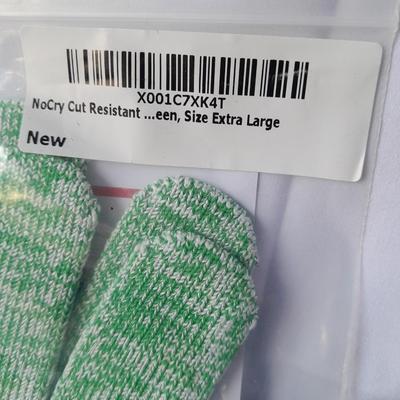 X001C7XK4T
NoCry Cut Resistant ...een, Size Extra Large
New